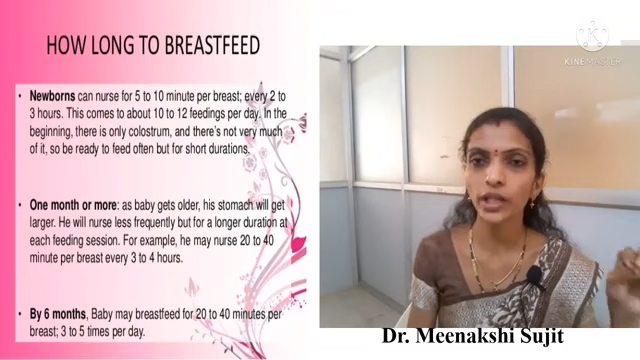 HOW LONG TO BREASTFEED
• Newborns can nurse for 5 to 10 minute per breast; every 2 to
3 hours. This comes to about 10 to 12 feedings per day. In the
beginning, there is only colostrum, and there's not very much
of it, so be ready to feed often but for short durations.
• One month or more: as baby gets older, his stomach will get
larger. He will nurse less frequently but for a longer duration at
each feeding session. For example, he may nurse 20 to 40
minute per breast every 3 to 4 hours.
• By 6 months, Baby may breastfeed for 20 to 40 minutes per
breast; 3 to 5 times per day.
KINEMASTER
Dr. Meenakshi Sujit